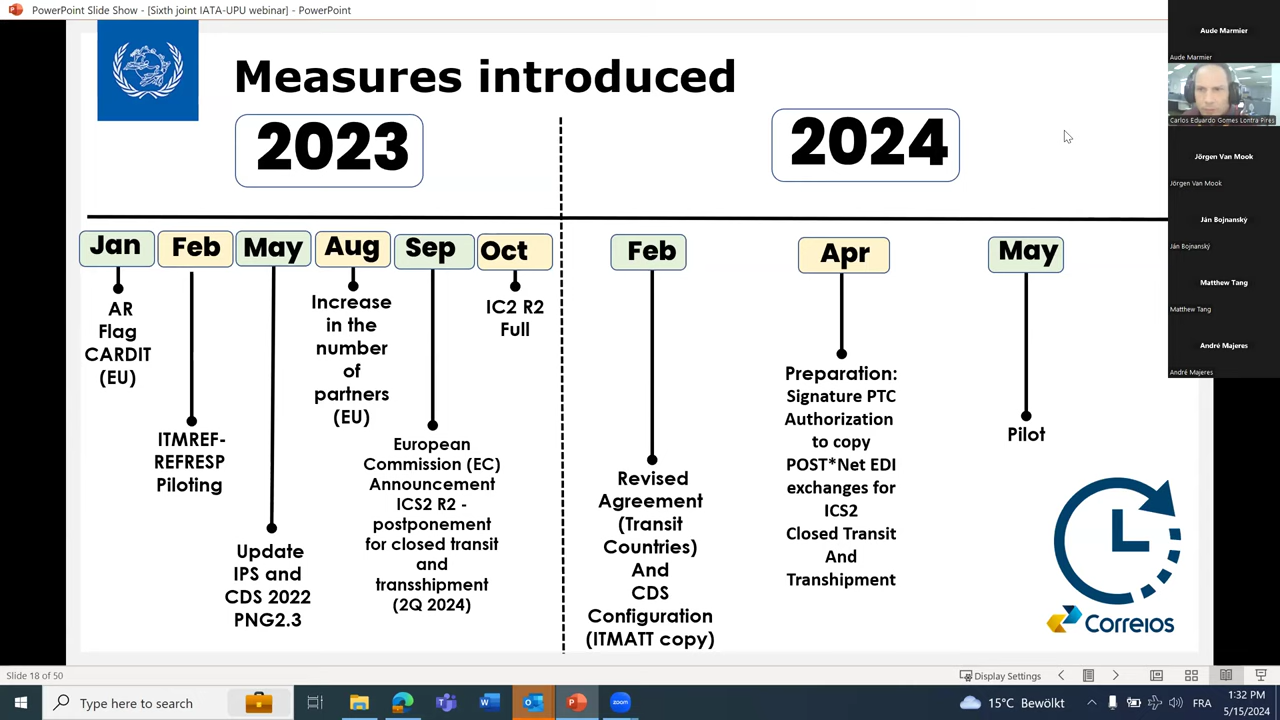 PowerPoint Slide Show - [Sixth joint IATA-UPU webinar] - PowerPoint
Measures introduced
2023
2024
Jan
Feb
May
Aug
Sep
Oct
Feb
Apr
May
AR
Flag
CARDIT
(EU)
ITMREF-
REFRESP
Piloting
Update
IPS and
CDS 2022
PNG2.3
Increase
in the
number
of
partners
(EU)
European
Commission (EC)
Announcement
ICS2 R2 -
postponement
for closed transit
and
transshipment
(2Q 2024)
IC2 R2
Full
Revised
Agreement
(Transit
Countries)
And
CDS
Configuration
(ITMATT copy)
Preparation:
Signature PTC
Authorization
to copy
POST*Net EDI
exchanges for
ICS2
Closed Transit
And
Transhipment
Pilot
Correios
Aude Marmier
Aude Marmier
Carlos Eduardo Gomes Lontra Pires
Jörgen Van Mook
Jörgen Van Mook
Ján Bojnanský
Ján Bojnanský
Matthew Tang
Matthew Tang
André Majeres
André Majeres
Slide 18 of 50
Display Settings
Type here to search
15°C Bewölkt
FRA
1:32 PM
5/15/2024